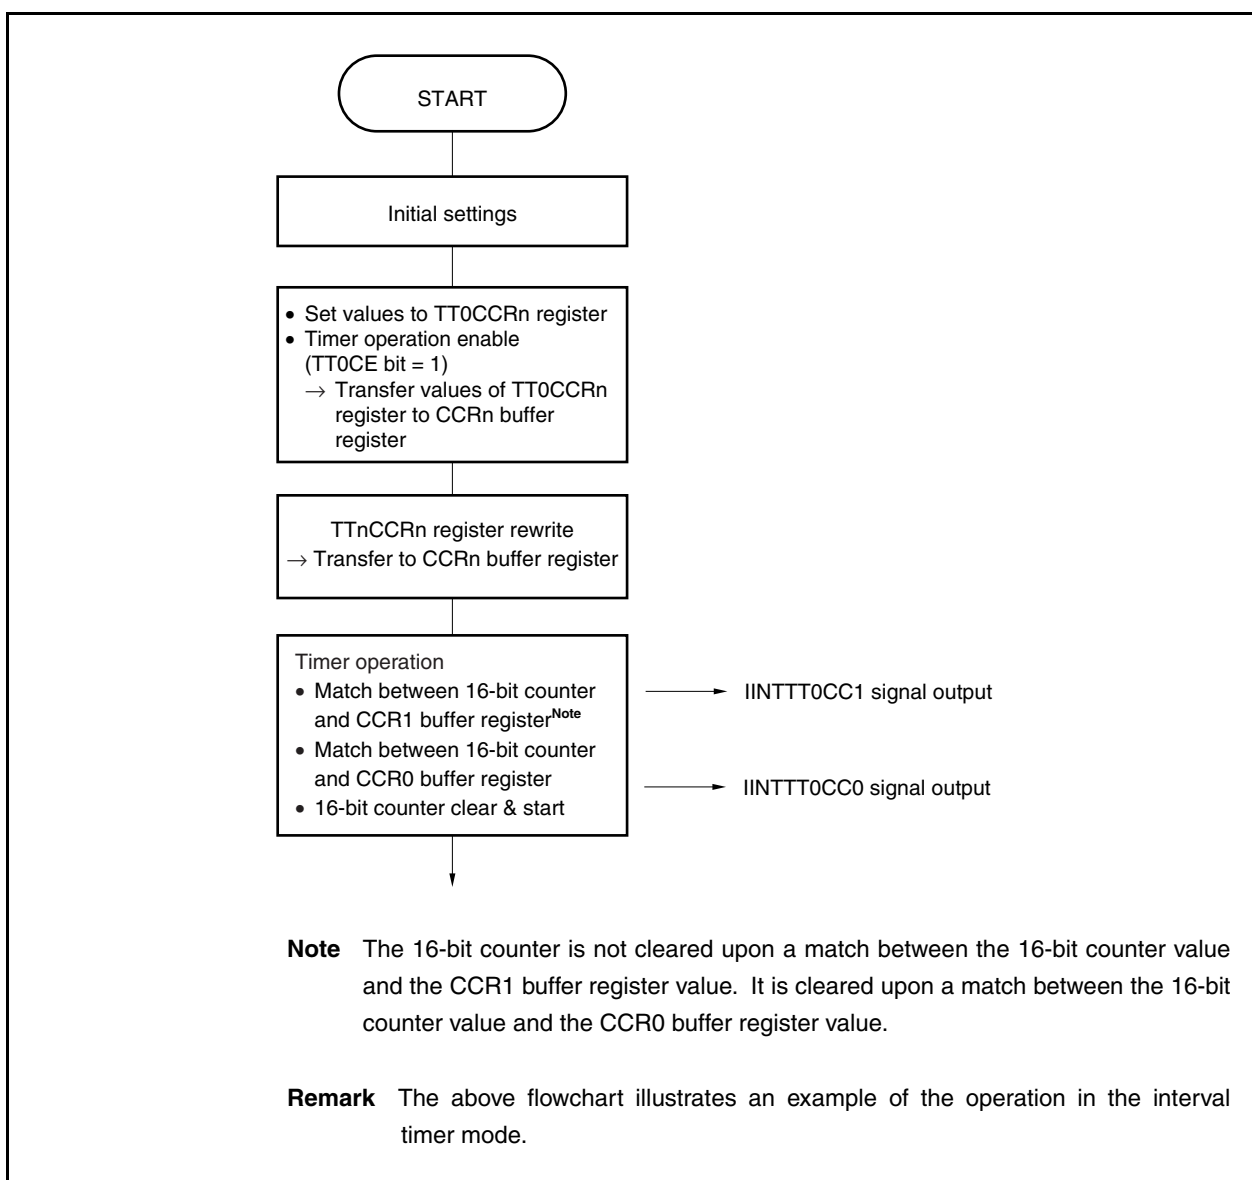 START
Initial settings
• Set values to TT0CCRn register
• Timer operation enable
(TT0CE bit = 1)
→ Transfer values of TT0CCRn
register to CCRn buffer
register
TTnCCRn register rewrite
→ Transfer to CCRn buffer register
Timer operation
• Match between 16-bit counter
and CCR1 buffer registerNote
• Match between 16-bit counter
and CCR0 buffer register
• 16-bit counter clear & start
IINTTT0CC1 signal output
IINTTT0CC0 signal output
Note The 16-bit counter is not cleared upon a match between the 16-bit counter value
and the CCR1 buffer register value. It is cleared upon a match between the 16-bit
counter value and the CCR0 buffer register value.
Remark The above flowchart illustrates an example of the operation in the interval
timer mode.